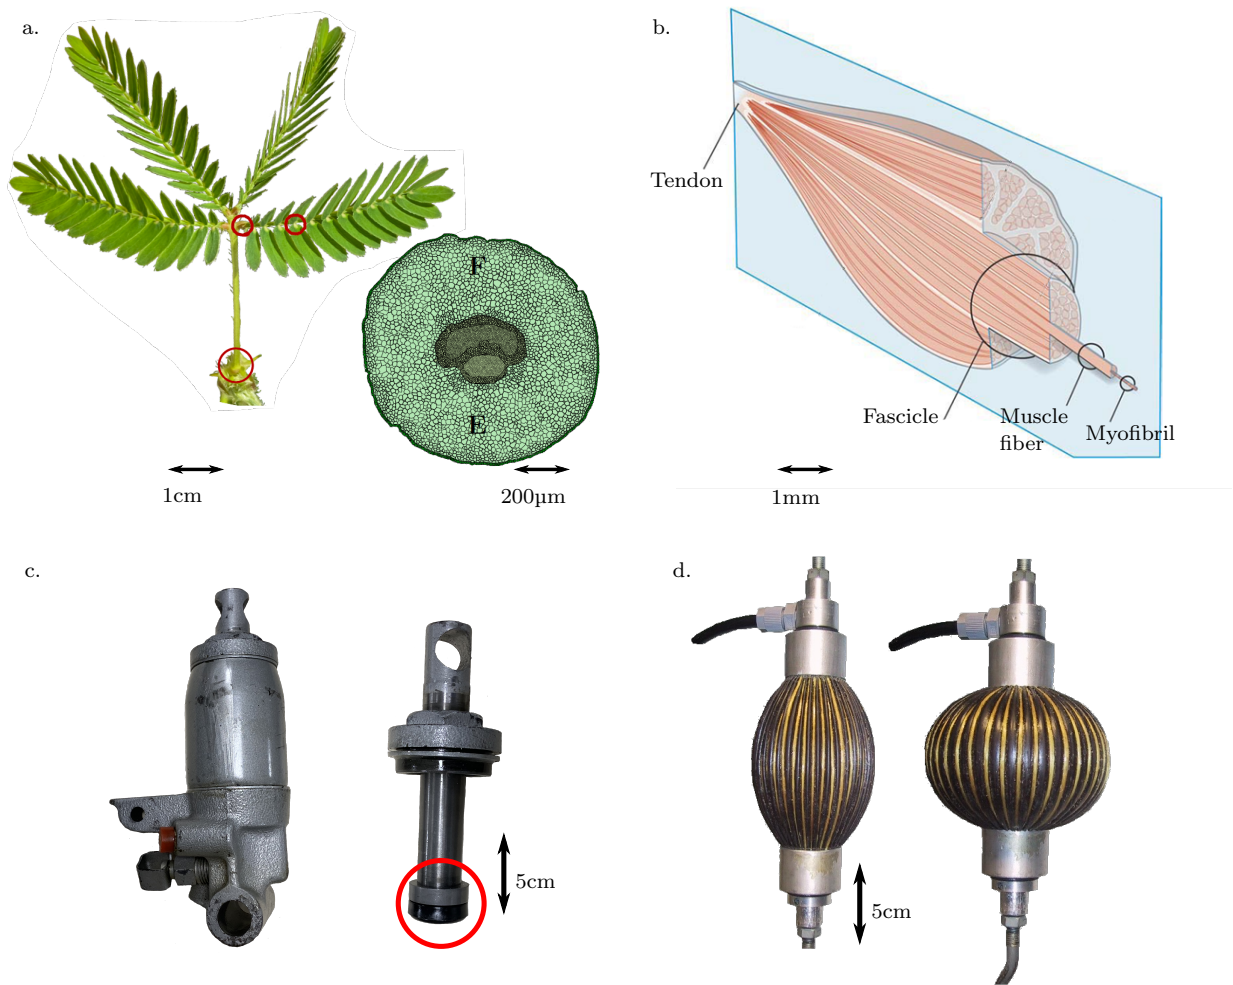 a.
F
E
1cm
200µm
b.
Tendon
Fascicle
Muscle
fiber
Myofibril
1mm
c.
5cm
d.
5cm